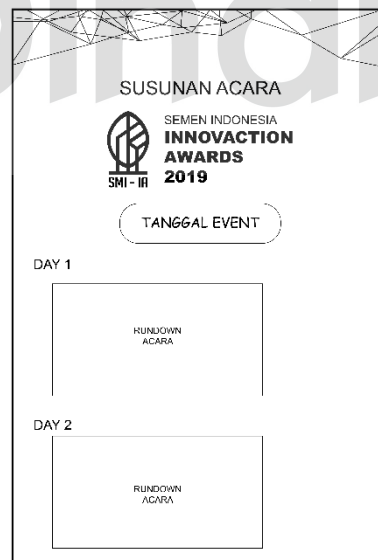 SUSUNAN ACARA
SEMEN INDONESIA
INNOVACTION
AWARDS
2019
SMI - IA
TANGGAL EVENT
DAY 1
RUNDOWN
ACARA
DAY 2
RUNDOWN
ACARA